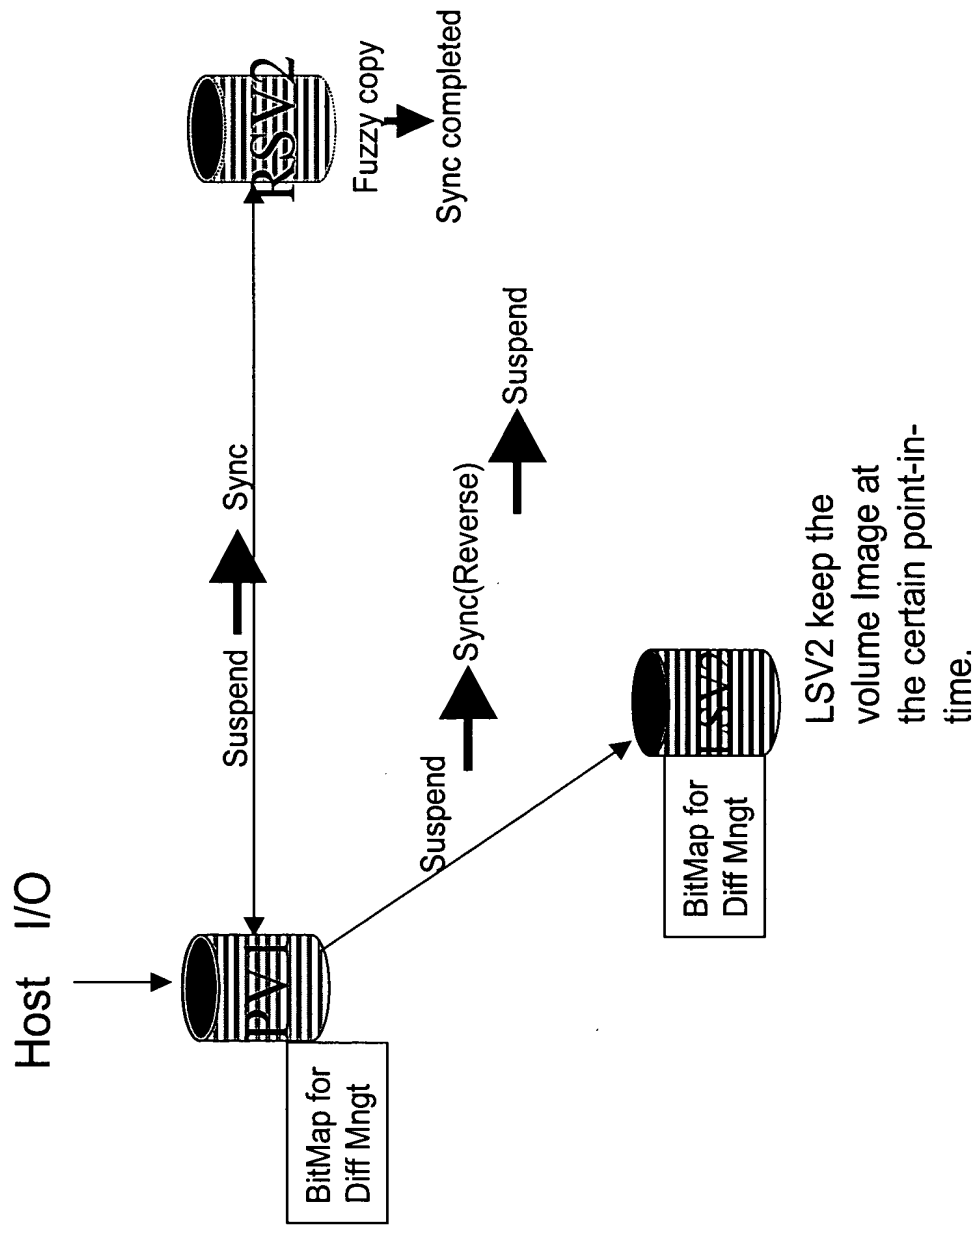 Host I/O
PV1
RSV2
Suspend
Sync
BitMap for
Diff Mngt
Fuzzy copy
Sync completed
Suspend
Sync(Reverse)
Suspend
BitMap for
Diff Mngt
LSV2
LSV2 keep the
volume Image at
the certain point-in-
time.